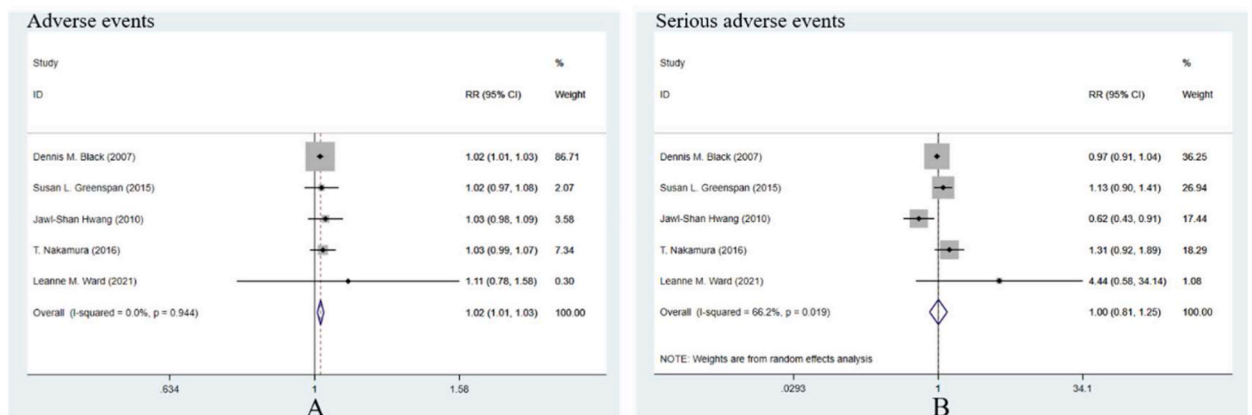 Adverse events
Study %
ID RR (95% CI) Weight
Dennis M. Black (2007) 1.02 (1.01, 1.03) 86.71
Susan L. Greenspan (2015) 1.02 (0.97, 1.08) 2.07
Jawl-Shan Hwang (2010) 1.03 (0.98, 1.09) 3.58
T. Nakamura (2016) 1.03 (0.99, 1.07) 7.34
Leanne M. Ward (2021) 1.11 (0.78, 1.58) 0.30
Overall (I-squared = 0.0%, p = 0.944) 1.02 (1.01, 1.03) 100.00
.634 1 1.58
A
Serious adverse events
Study %
ID RR (95% CI) Weight
Dennis M. Black (2007) 0.97 (0.91, 1.04) 36.25
Susan L. Greenspan (2015) 1.13 (0.90, 1.41) 26.94
Jawl-Shan Hwang (2010) 0.62 (0.43, 0.91) 17.44
T. Nakamura (2016) 1.31 (0.92, 1.89) 18.29
Leanne M. Ward (2021) 4.44 (0.58, 34.14) 1.08
Overall (I-squared = 66.2%, p = 0.019) 1.00 (0.81, 1.25) 100.00
NOTE: Weights are from random effects analysis
.0293 1 34.1
B